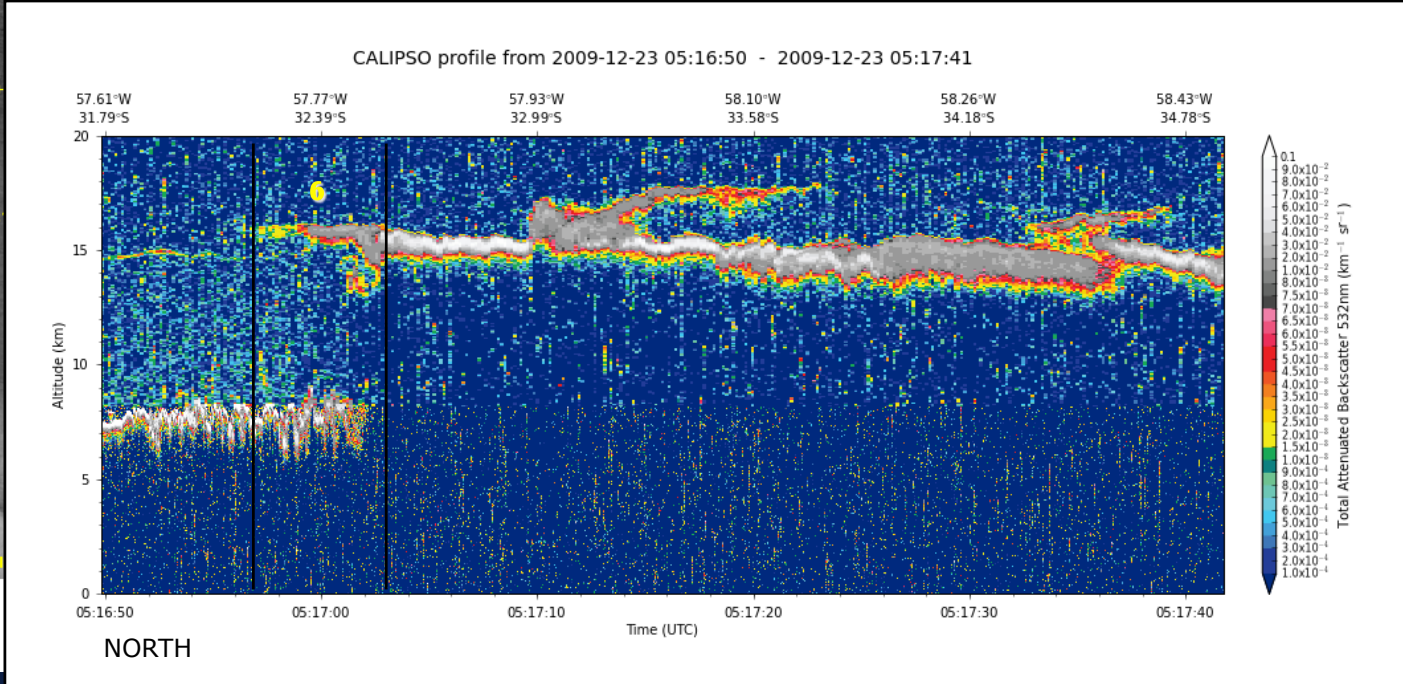 CALIPSO profile from 2009-12-23 05:16:50 - 2009-12-23 05:17:41
57.61°W 57.77°W 57.93°W 58.10°W 58.26°W 58.43°W
31.79°S 32.39°S 32.99°S 33.58°S 34.18°S 34.78°S
20
15
10
5
0
Altitude (km)
6
05:16:50 05:17:00 05:17:10 05:17:20 05:17:30 05:17:40
Time (UTC)
NORTH
0.1
9.0x10⁻²
8.0x10⁻²
7.0x10⁻²
6.0x10⁻²
5.0x10⁻²
4.0x10⁻²
3.0x10⁻²
2.0x10⁻²
1.0x10⁻²
8.0x10⁻³
7.5x10⁻³
7.0x10⁻³
6.5x10⁻³
6.0x10⁻³
5.5x10⁻³
5.0x10⁻³
4.5x10⁻³
4.0x10⁻³
3.5x10⁻³
3.0x10⁻³
2.5x10⁻³
2.0x10⁻³
1.5x10⁻³
1.0x10⁻³
9.0x10⁻⁴
8.0x10⁻⁴
7.0x10⁻⁴
6.0x10⁻⁴
5.0x10⁻⁴
4.0x10⁻⁴
3.0x10⁻⁴
2.0x10⁻⁴
1.0x10⁻⁴
Total Attenuated Backscatter 532nm (km⁻¹ sr⁻¹)